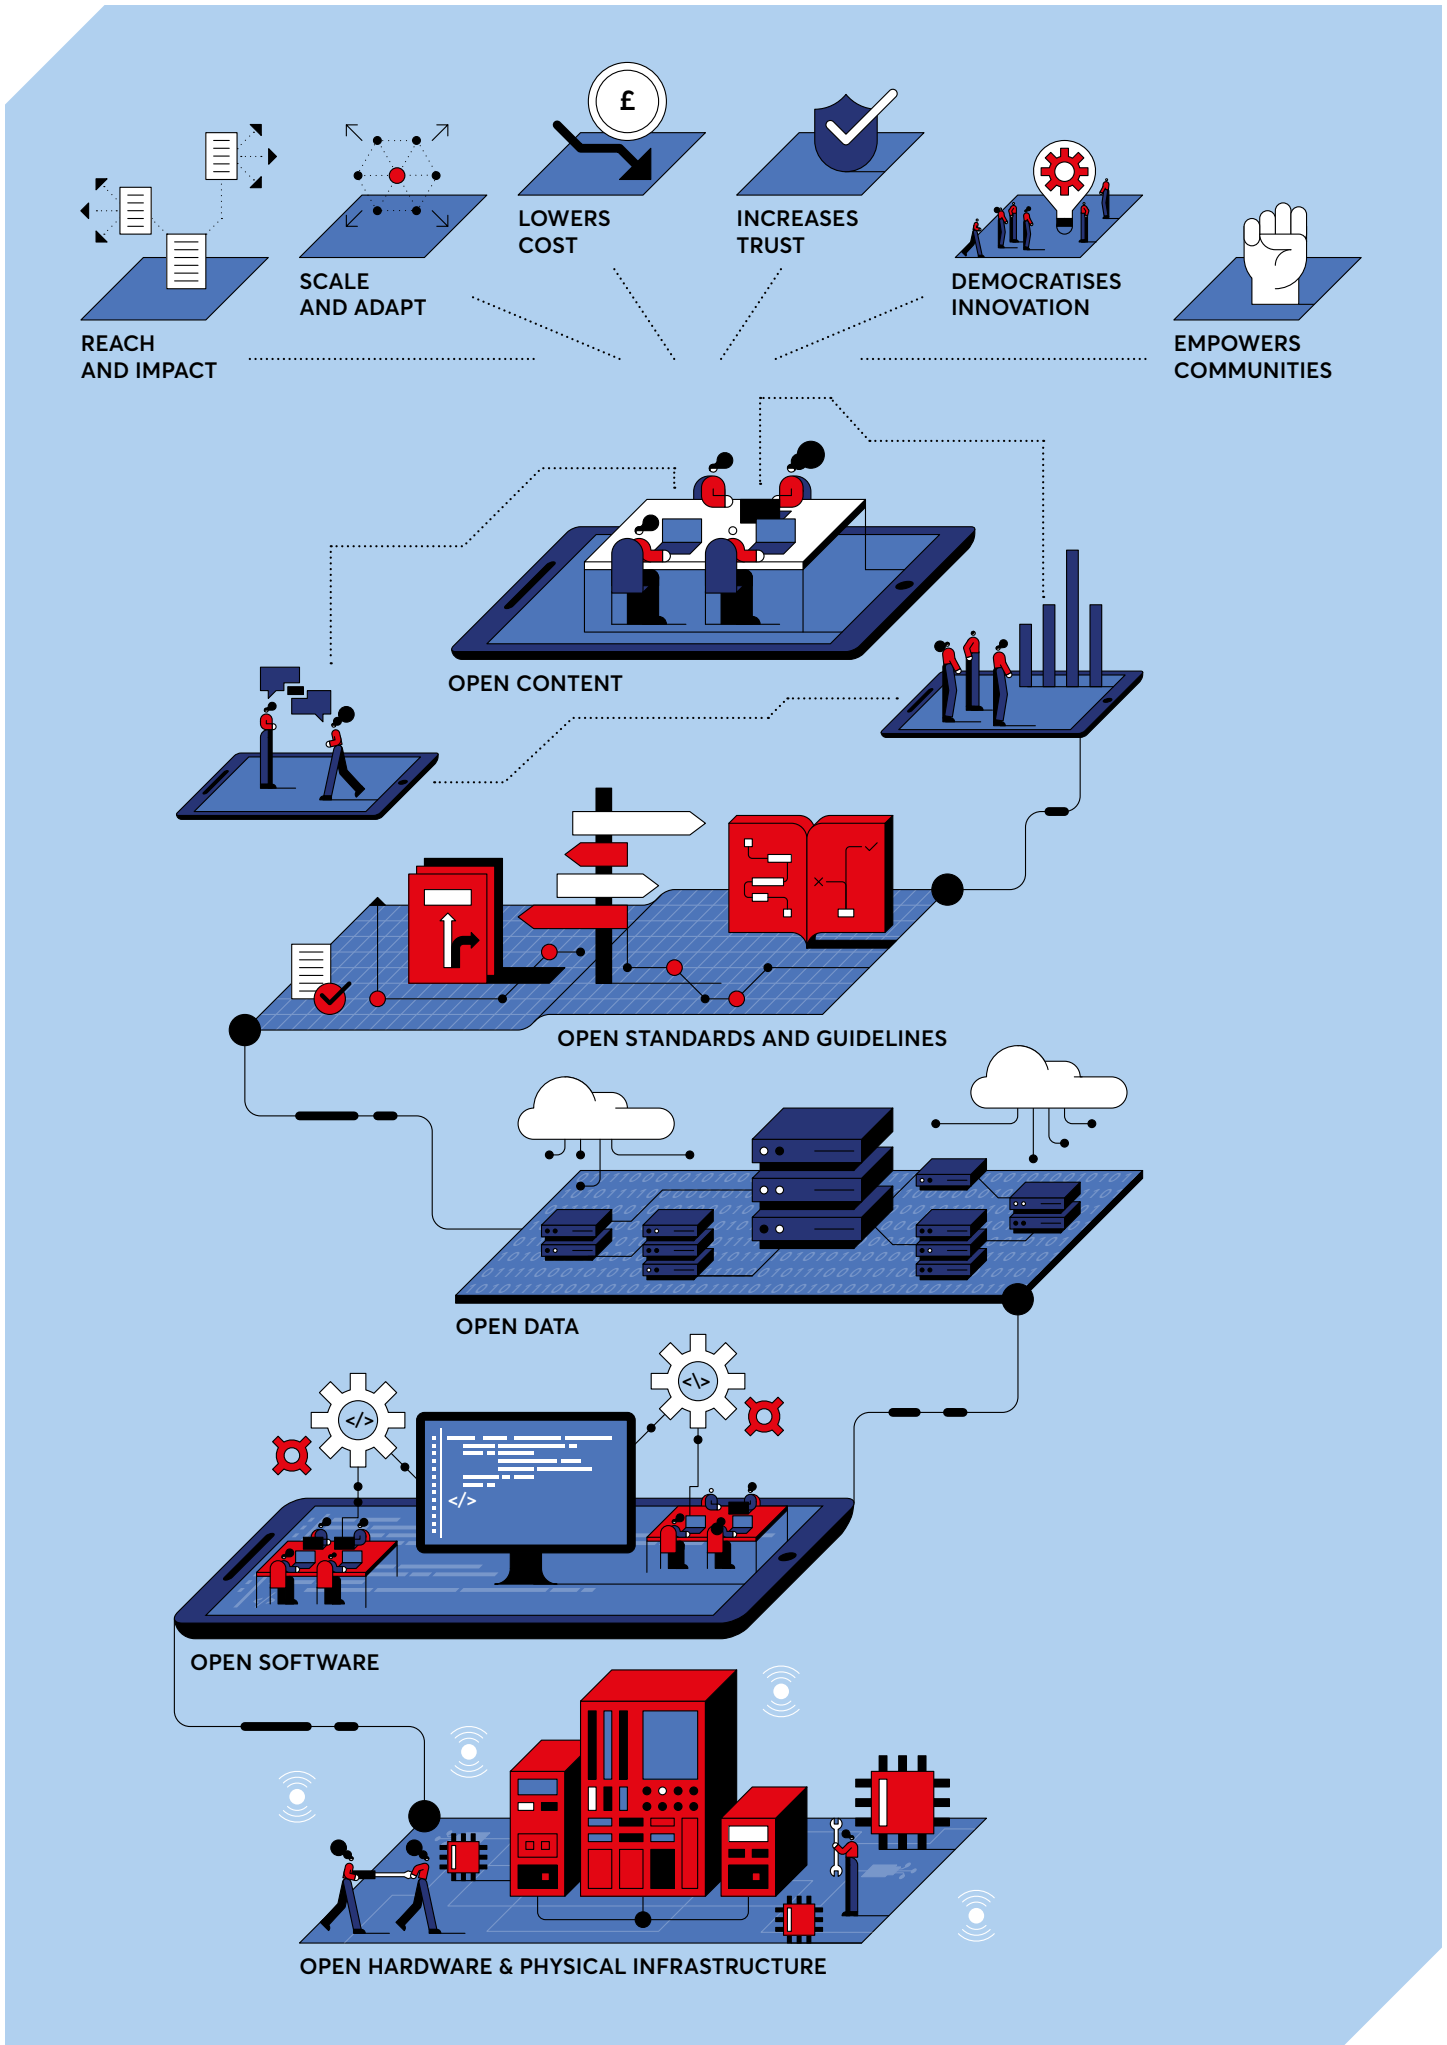 £
LOWERS
COST
INCREASES
TRUST
SCALE
AND ADAPT
DEMOCRATISES
INNOVATION
REACH
AND IMPACT
EMPOWERS
COMMUNITIES
OPEN CONTENT
OPEN STANDARDS AND GUIDELINES
OPEN DATA
<\>
</>
</>
OPEN SOFTWARE
OPEN HARDWARE & PHYSICAL INFRASTRUCTURE